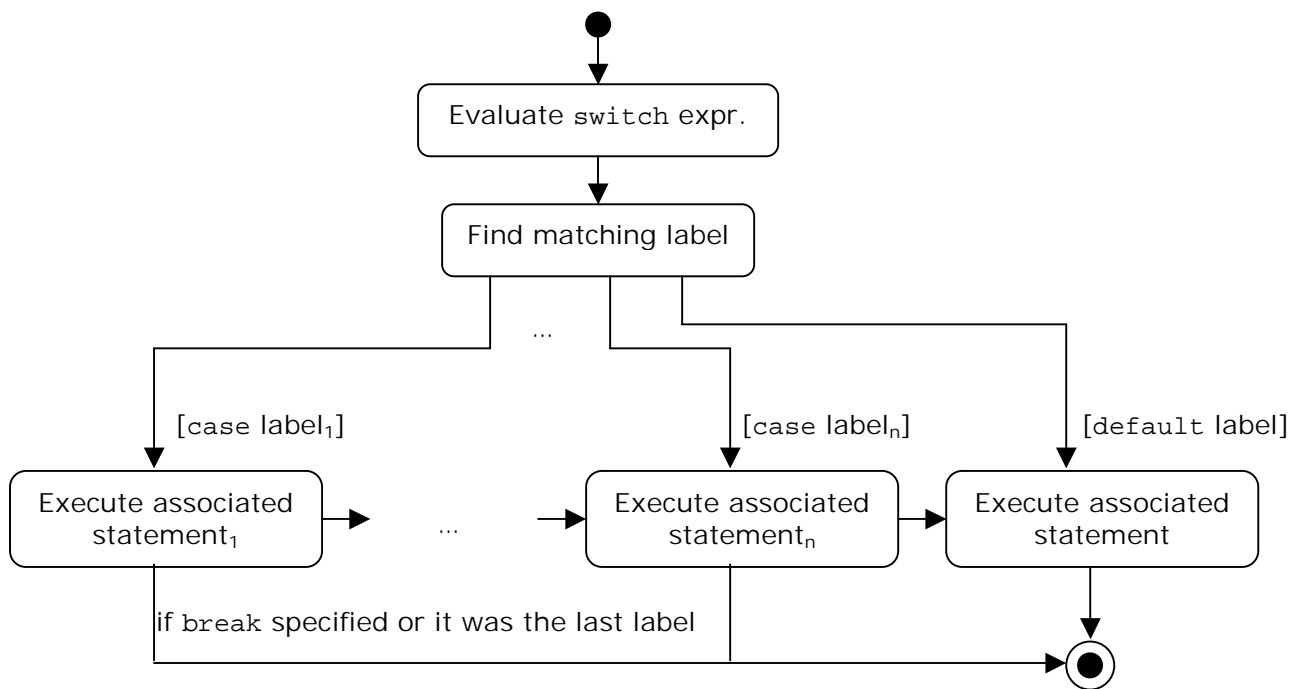 Evaluate switch expr.
Find matching label
...
[case label₁]
[case labelₙ]
[default label]
Execute associated
statement₁
...
Execute associated
statementₙ
Execute associated
statement
if break specified or it was the last label